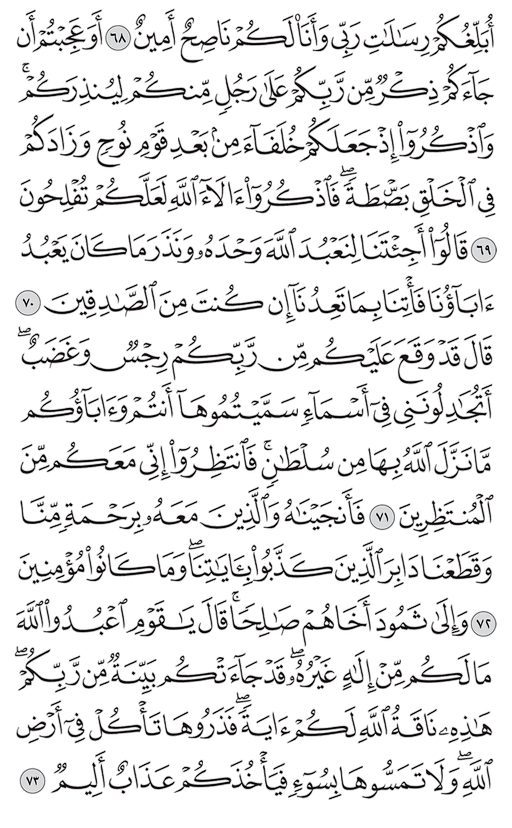 أُبَلِّغُكُمْ رِسَٰلَٰتِ رَبِّى وَأَنَا۠ لَكُمْ نَاصِحٌ أَمِينٌ ٦٨ أَوَعَجِبْتُمْ أَن
جَآءَكُمْ ذِكْرٌ مِّن رَّبِّكُمْ عَلَىٰ رَجُلٍ مِّنكُمْ لِيُنذِرَكُمْ ۚ
وَٱذْكُرُوٓا۟ إِذْ جَعَلَكُمْ خُلَفَآءَ مِنۢ بَعْدِ قَوْمِ نُوحٍ وَزَادَكُمْ
فِى ٱلْخَلْقِ بَصْۜطَةً ۖ فَٱذْكُرُوٓا۟ ءَالَآءَ ٱللَّهِ لَعَلَّكُمْ تُفْلِحُونَ
٦٩ قَالُوٓا۟ أَجِئْتَنَا لِنَعْبُدَ ٱللَّهَ وَحْدَهُۥ وَنَذَرَ مَا كَانَ يَعْبُدُ
ءَابَآؤُنَا فَأْتِنَا بِمَا تَعِدُنَآ إِن كُنتَ مِنَ ٱلصَّٰدِقِينَ ٧٠
قَالَ قَدْ وَقَعَ عَلَيْكُم مِّن رَّبِّكُمْ رِجْسٌ وَغَضَبٌ ۖ
أَتُجَٰدِلُونَنِى فِىٓ أَسْمَآءٍ سَمَّيْتُمُوهَآ أَنتُمْ وَءَابَآؤُكُم
مَّا نَزَّلَ ٱللَّهُ بِهَا مِن سُلْطَٰنٍ ۚ فَٱنتَظِرُوٓا۟ إِنِّى مَعَكُم مِّنَ
ٱلْمُنتَظِرِينَ ٧١ فَأَنجَيْنَٰهُ وَٱلَّذِينَ مَعَهُۥ بِرَحْمَةٍ مِّنَّا
وَقَطَعْنَا دَابِرَ ٱلَّذِينَ كَذَّبُوا۟ بِـَٔايَٰتِنَا ۖ وَمَا كَانُوا۟ مُؤْمِنِينَ
٧٢ وَإِلَىٰ ثَمُودَ أَخَاهُمْ صَٰلِحًا ۗ قَالَ يَٰقَوْمِ ٱعْبُدُوا۟ ٱللَّهَ
مَا لَكُم مِّنْ إِلَٰهٍ غَيْرُهُۥ ۖ قَدْ جَآءَتْكُم بَيِّنَةٌ مِّن رَّبِّكُمْ ۖ
هَٰذِهِۦ نَاقَةُ ٱللَّهِ لَكُمْ ءَايَةً ۖ فَذَرُوهَا تَأْكُلْ فِىٓ أَرْضِ
ٱللَّهِ ۖ وَلَا تَمَسُّوهَا بِسُوٓءٍ فَيَأْخُذَكُمْ عَذَابٌ أَلِيمٌ ٧٣